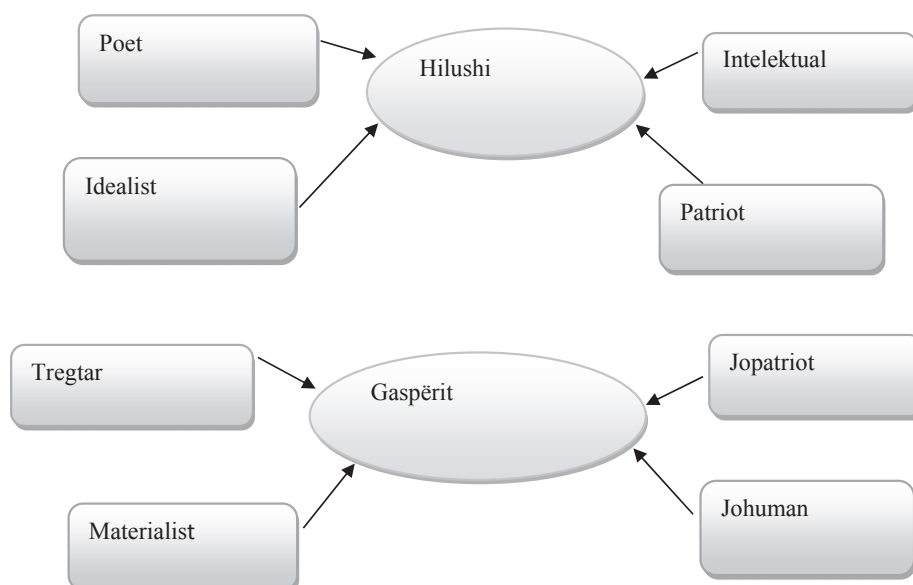 Poet
Hilushi
Intelektual
Idealist
Patriot
Tregtar
Gaspërit
Jopatriot
Materialist
Johuman